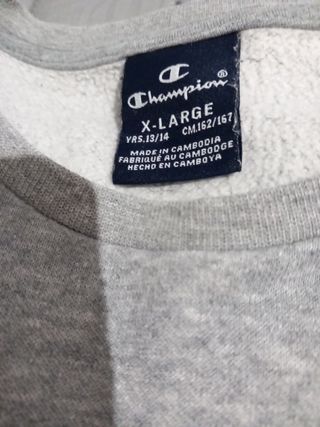 Champion®
X-LARGE
YRS.13/14 CM.162/167
MADE IN CAMBODIA
FABRIQUÉ AU CAMBODGE
HECHO EN CAMBOYA